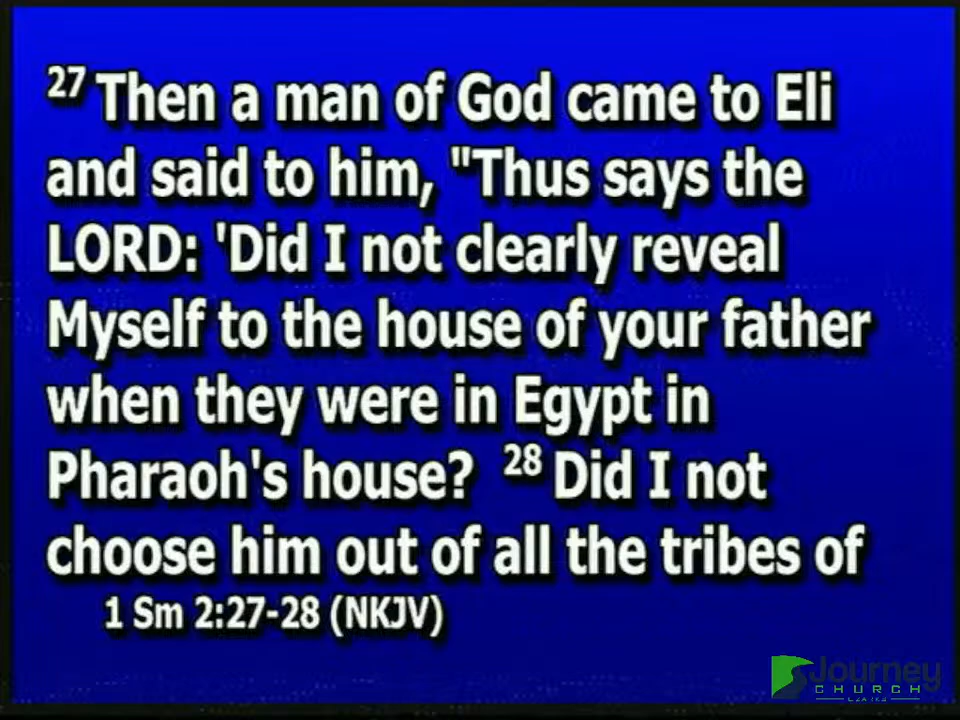 27 Then a man of God came to Eli
and said to him, "Thus says the
LORD: 'Did I not clearly reveal
Myself to the house of your father
when they were in Egypt in
Pharaoh's house? 28 Did I not
choose him out of all the tribes of
1 Sm 2:27-28 (NKJV)
Journey
CHURCH